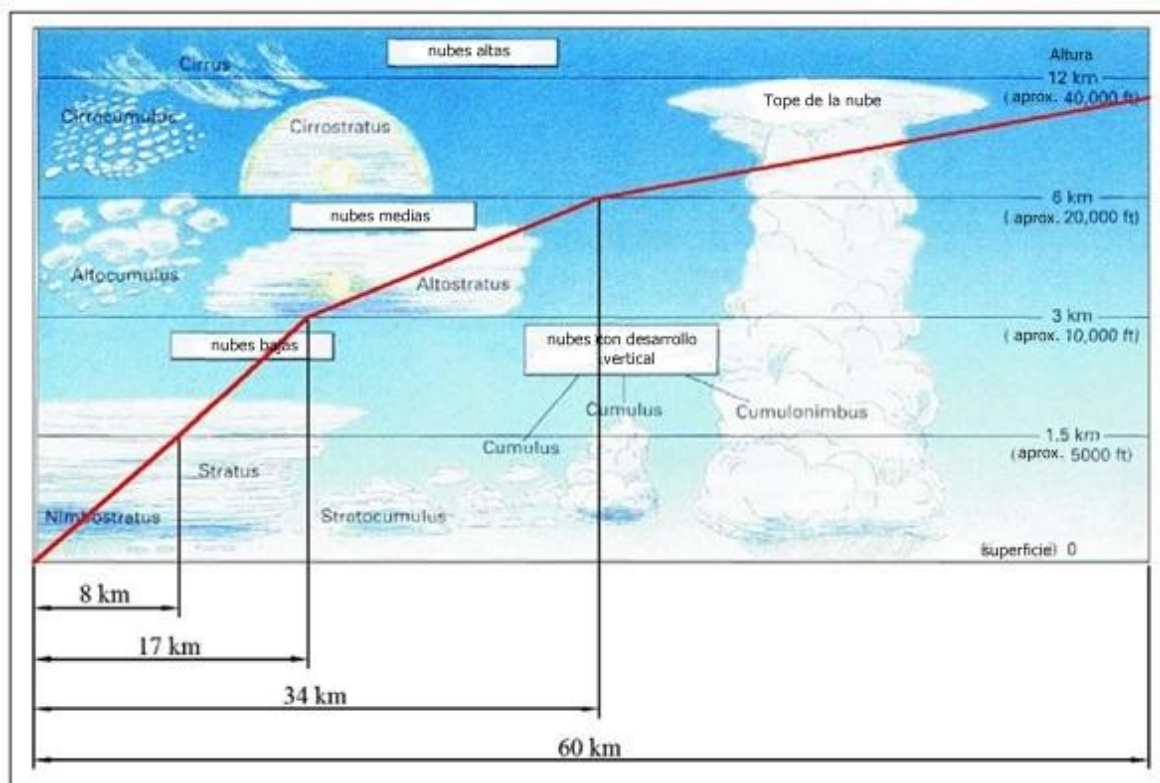 nubes altas
Altura
Cirrus
12 km
(aprox. 40,000 ft)
Tope de la nube
Cirrocumulus
Cirrostratus
6 km
(aprox. 20,000 ft)
nubes medias
Altocumulus
Altostratus
3 km
(aprox. 10,000 ft)
nubes bajas
nubes con desarrollo
vertical
Cumulus
Cumulonimbus
1.5 km
(aprox. 5000 ft)
Cumulus
Stratus
Nimbostratus
Stratocumulus
(superficie) 0
8 km
17 km
34 km
60 km